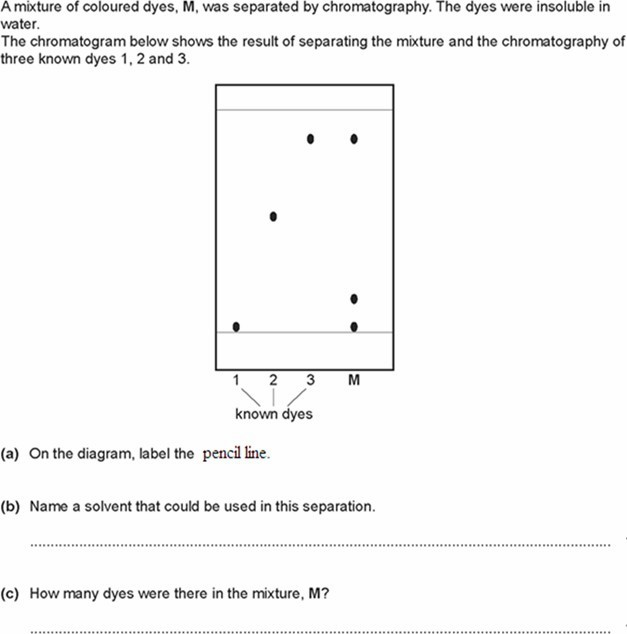 A mixture of coloured dyes, M, was separated by chromatography. The dyes were insoluble in
water.
The chromatogram below shows the result of separating the mixture and the chromatography of
three known dyes 1, 2 and 3.
1 2 3 M
known dyes
(a) On the diagram, label the pencil line.
(b) Name a solvent that could be used in this separation.
(c) How many dyes were there in the mixture, M?